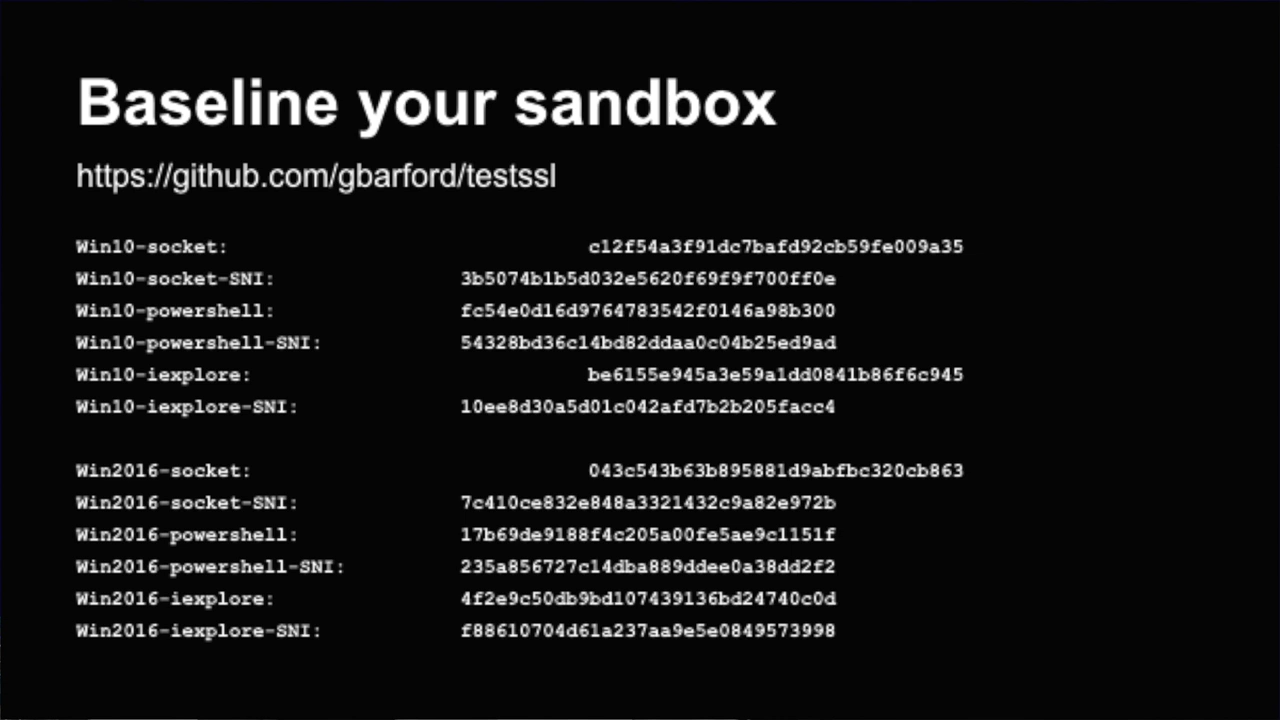 Baseline your sandbox
https://github.com/gbarford/testssl
Win10-socket: c12f54a3f91dc7bafd92cb59fe009a35
Win10-socket-SNI: 3b5074b1b5d032e5620f69f9f700ff0e
Win10-powershell: fc54e0d16d9764783542f0146a98b300
Win10-powershell-SNI: 54328bd36c14bd82ddaa0c04b25ed9ad
Win10-iexplore: be6155e945a3e59a1dd0841b86f6c945
Win10-iexplore-SNI: 10ee8d30a5d01c042afd7b2b205facc4
Win2016-socket: 043c543b63b895881d9abfbc320cb863
Win2016-socket-SNI: 7c410ce832e848a3321432c9a82e972b
Win2016-powershell: 17b69de9188f4c205a00fe5ae9c1151f
Win2016-powershell-SNI: 235a856727c14dba889ddee0a38dd2f2
Win2016-iexplore: 4f2e9c50db9bd107439136bd24740c0d
Win2016-iexplore-SNI: f88610704d61a237aa9e5e0849573998